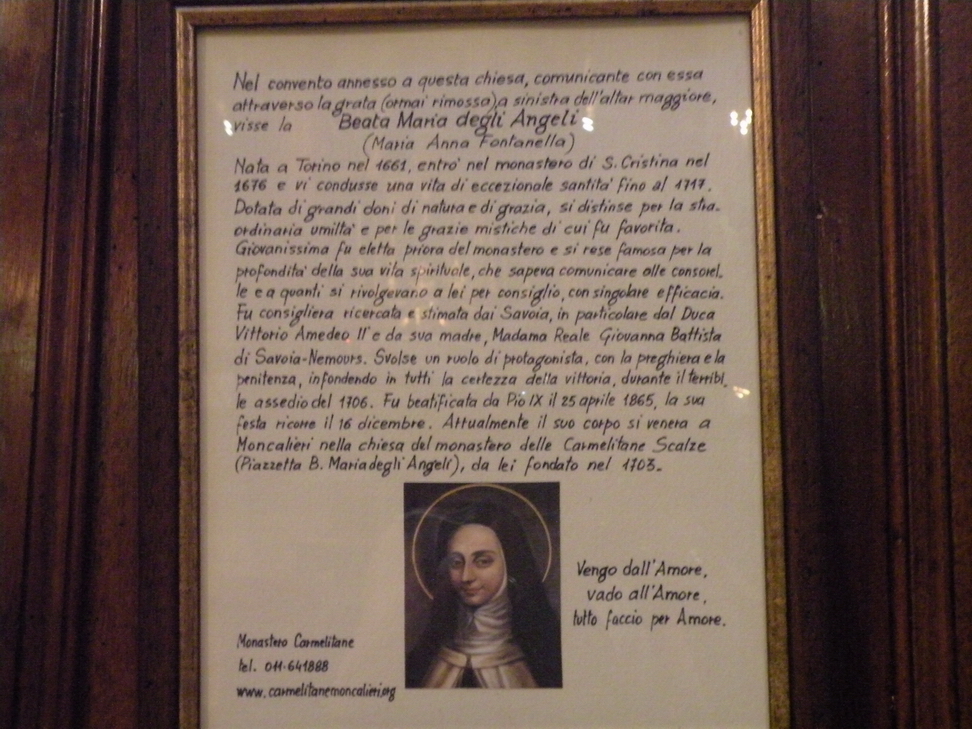 Nel convento annesso a questa chiesa, comunicante con essa
attraverso la grata (ormai rimossa), a sinistra dell'altar maggiore,
visse la Beata Maria degli Angeli
(Maria Anna Fontanella)
Nata a Torino nel 1661, entrò nel monastero di S. Cristina nel
1676 e vi condusse una vita di eccezionale santità fino al 1717.
Dotata di grandi doni di natura e di grazia, si distinse per la stra-
ordinaria umiltà e per le grazie mistiche di cui fu favorita.
Giovanissima fu eletta priora del monastero e si rese famosa per la
profondità della sua vita spirituale, che sapeva comunicare alle consorel-
le e a quanti si rivolgevano a lei per consiglio, con singolare efficacia.
Fu consigliera ricercata e stimata dai Savoia, in particolare dal Duca
Vittorio Amedeo II° e da sua madre, Madama Reale Giovanna Battista
di Savoia-Nemours. Svolse un ruolo di protagonista, con la preghiera e la
penitenza, infondendo in tutti la certezza della vittoria, durante il terribi-
le assedio del 1706. Fu beatificata da Pio IX il 25 aprile 1865, la sua
festa ricorre il 16 dicembre. Attualmente il suo corpo si venera a
Moncalieri nella chiesa del monastero delle Carmelitane Scalze
(Piazzetta B. Maria degli Angeli), da lei fondato nel 1703.
Vengo dall'Amore,
vado all'Amore,
tutto faccio per Amore.
Monastero Carmelitane
tel. 011-641888
www.carmelitanemoncalieri.org